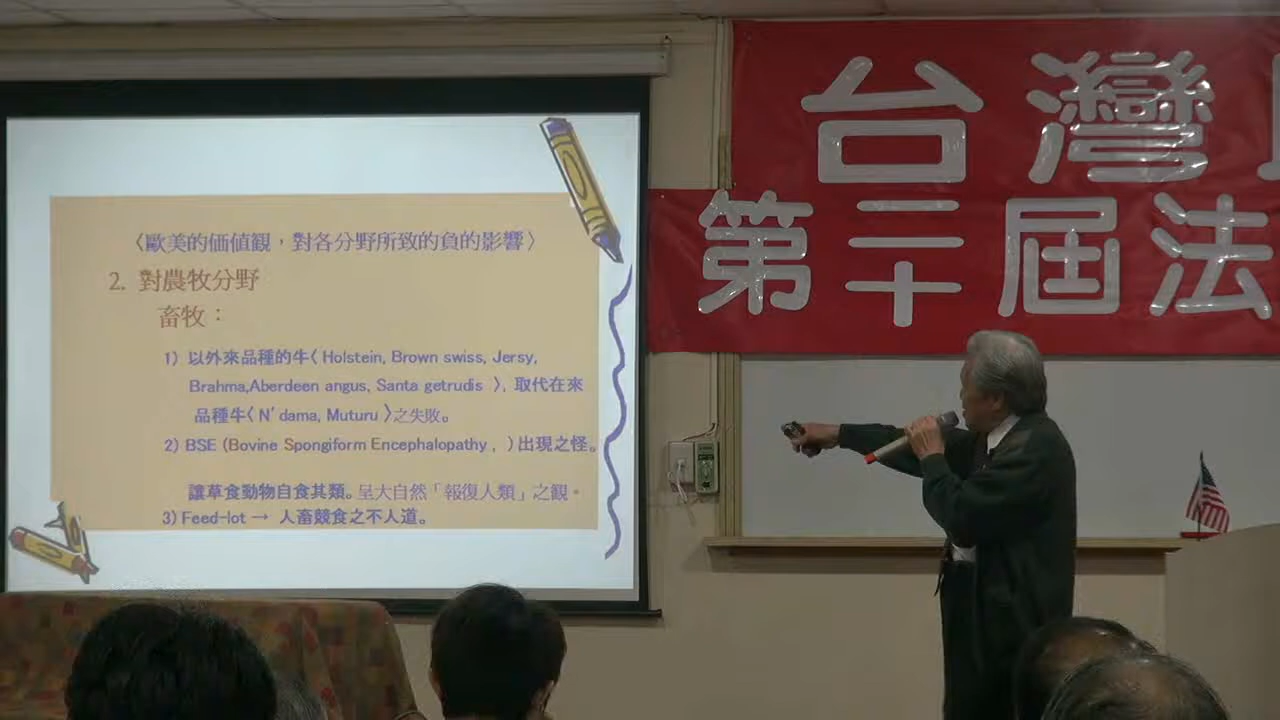 〈歐美的価値観，對各分野所致的負的影響〉
2. 對農牧分野
畜牧：
1) 以外來品種的牛〈 Holstein, Brown swiss, Jersy,
Brahma,Aberdeen angus, Santa getrudis 〉, 取代在來
品種牛〈 N'dama, Muturu 〉之失敗。
2) BSE (Bovine Spongiform Encephalopathy , )出現之怪。
讓草食動物自食其類。呈大自然「報復人類」之観。
3) Feed-lot → 人畜競食之不人道。
台灣
第二十屆法